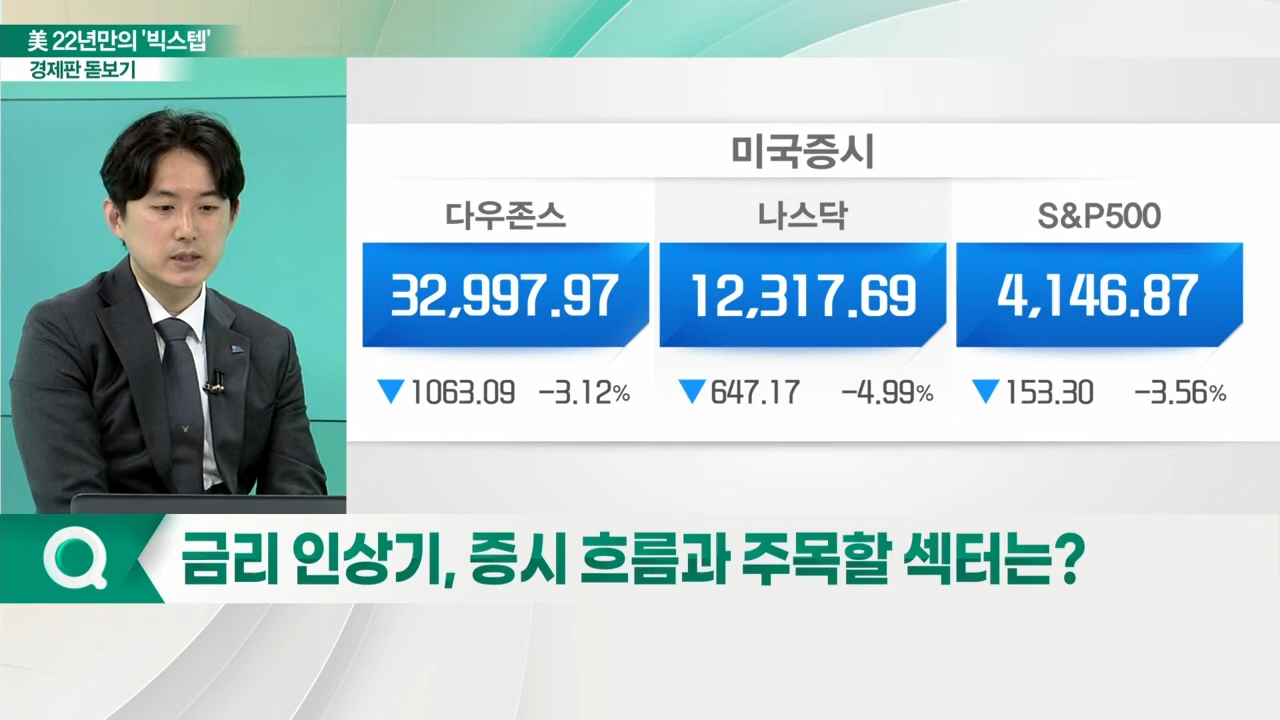 美 22년만의 '빅스텝'
경제판 돋보기
미국증시
다우존스 나스닥 S&P500
32,997.97 12,317.69 4,146.87
▼1063.09 -3.12% ▼647.17 -4.99% ▼153.30 -3.56%
금리 인상기, 증시 흐름과 주목할 섹터는?